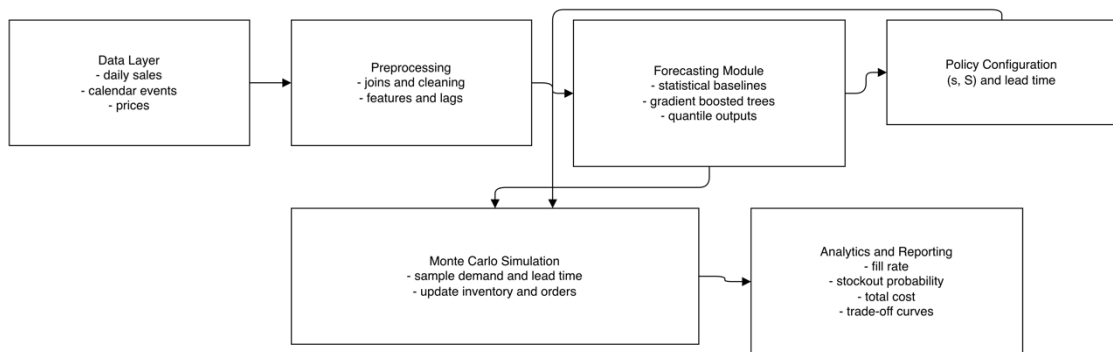 Data Layer
- daily sales
- calendar events
- prices
Preprocessing
- joins and cleaning
- features and lags
Forecasting Module
- statistical baselines
- gradient boosted trees
- quantile outputs
Policy Configuration
(s, S) and lead time
Monte Carlo Simulation
- sample demand and lead time
- update inventory and orders
Analytics and Reporting
- fill rate
- stockout probability
- total cost
- trade-off curves